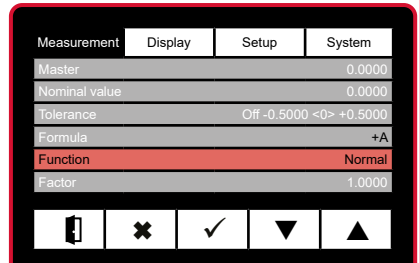 Measurement Display Setup System
Master 0.0000
Nominal value 0.0000
Tolerance Off -0.5000 <0> +0.5000
Formula +A
Function Normal
Factor 1.0000